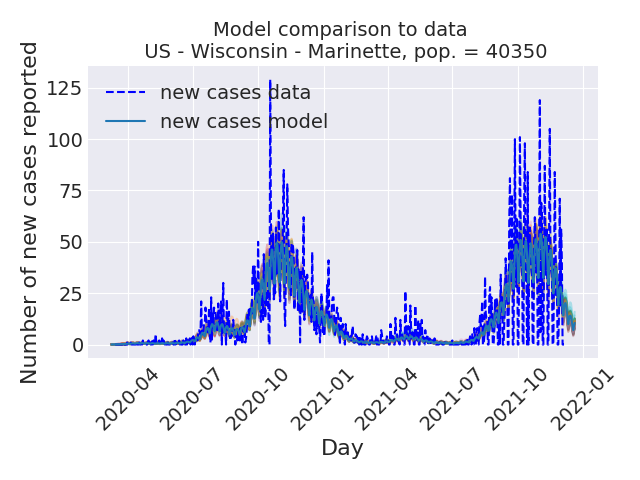 Model comparison to data
US - Wisconsin - Marinette, pop. = 40350
Number of new cases reported
125
100
75
50
25
0
new cases data
new cases model
2020-04
2020-07
2020-10
2021-01
2021-04
2021-07
2021-10
2022-01
Day